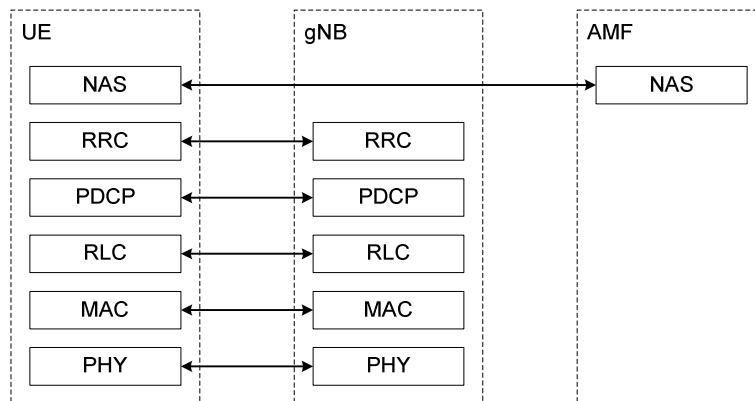 UE
gNB
AMF
NAS
NAS
RRC
RRC
PDCP
PDCP
RLC
RLC
MAC
MAC
PHY
PHY